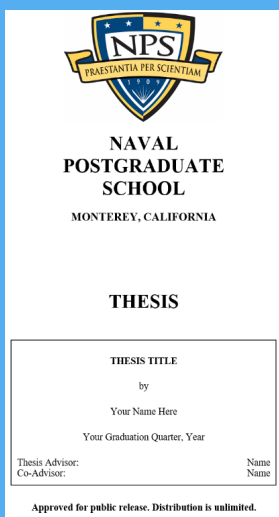 NPS
PRAESTANTIA PER SCIENTIAM
1909
NAVAL
POSTGRADUATE
SCHOOL
MONTEREY, CALIFORNIA
THESIS
THESIS TITLE
by
Your Name Here
Your Graduation Quarter, Year
Thesis Advisor: Name
Co-Advisor: Name
Approved for public release. Distribution is unlimited.